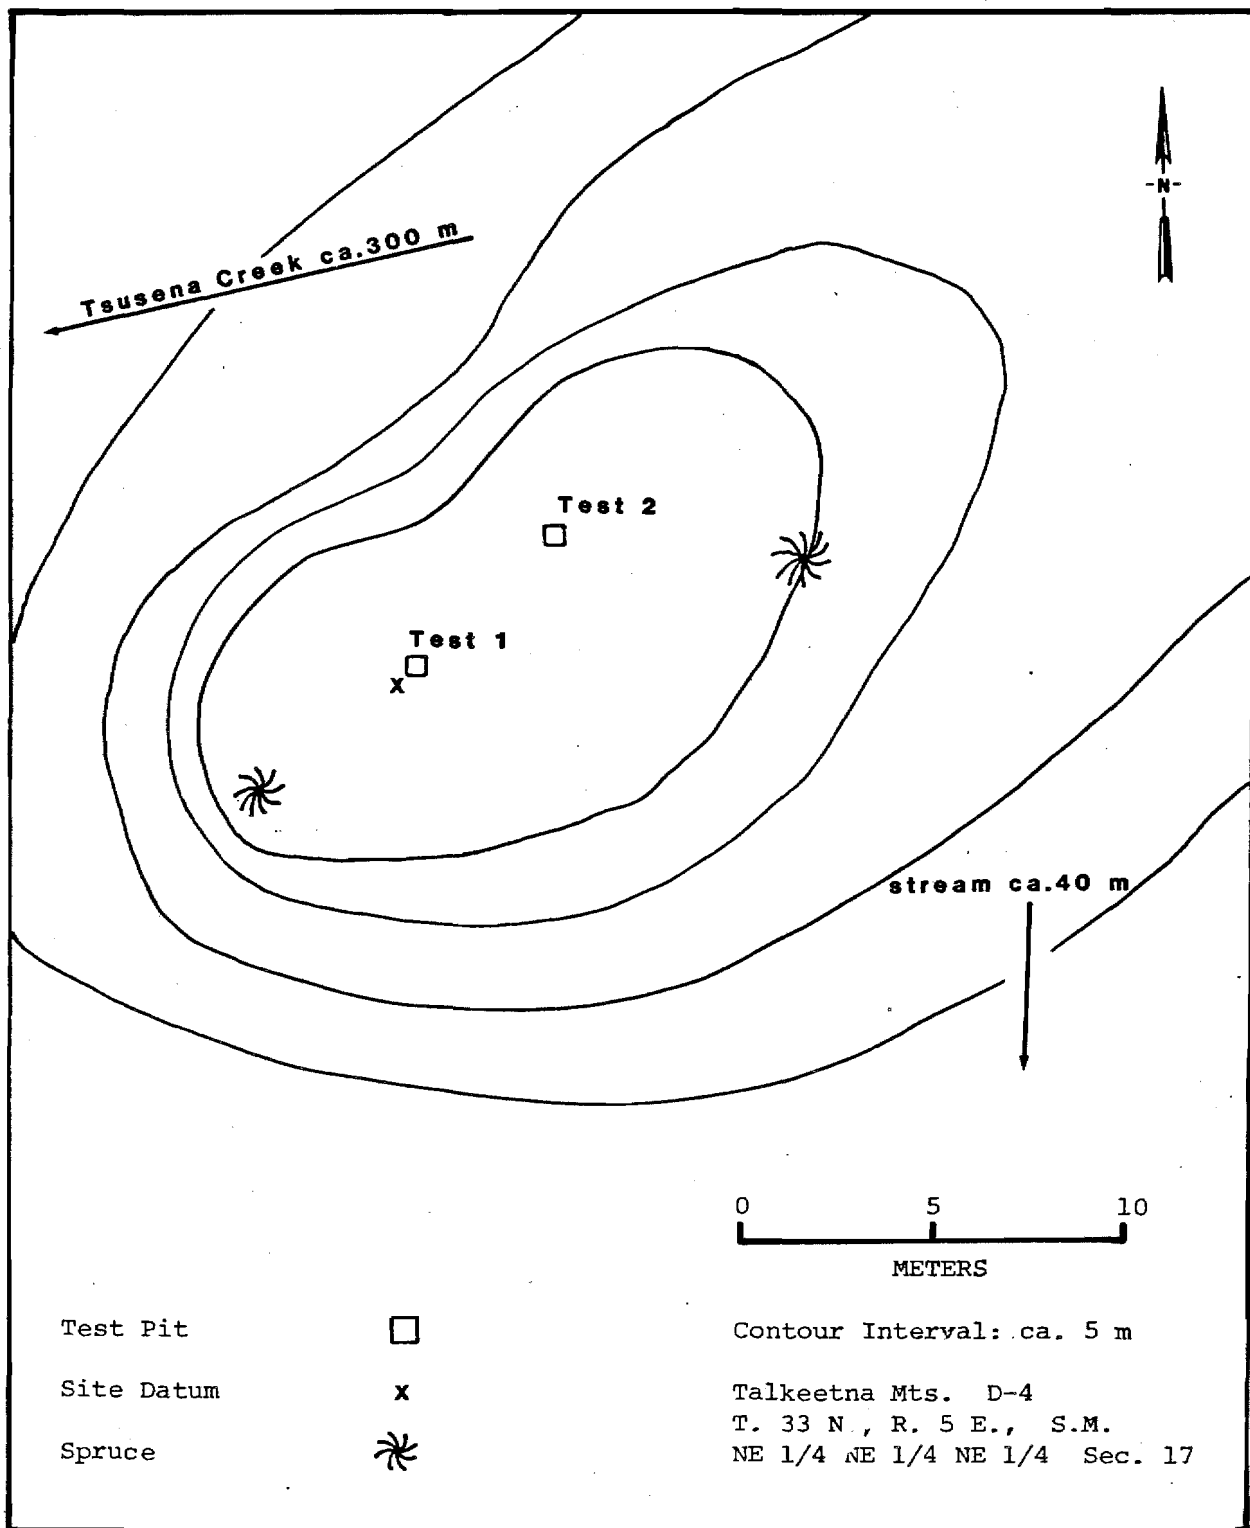 -N-
Tsusena Creek ca.300 m
Test 2
Test 1
x
stream ca.40 m
0 5 10
METERS
Test Pit
Contour Interval: ca. 5 m
Site Datum x
Talkeetna Mts. D-4
T. 33 N., R. 5 E., S.M.
Spruce
NE 1/4 NE 1/4 NE 1/4 Sec. 17